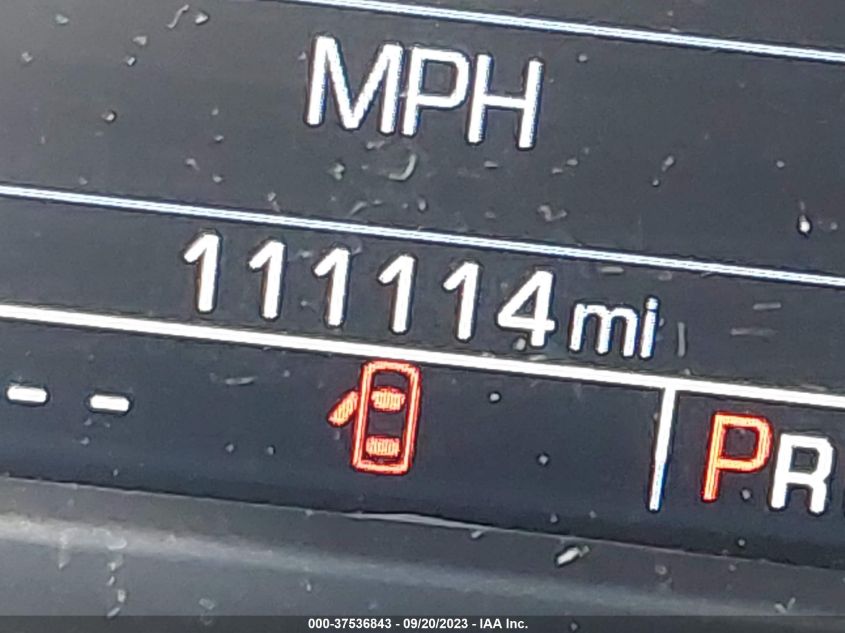 MPH
111114mi
-- PR
000-37536843 - 09/20/2023 - IAA Inc.